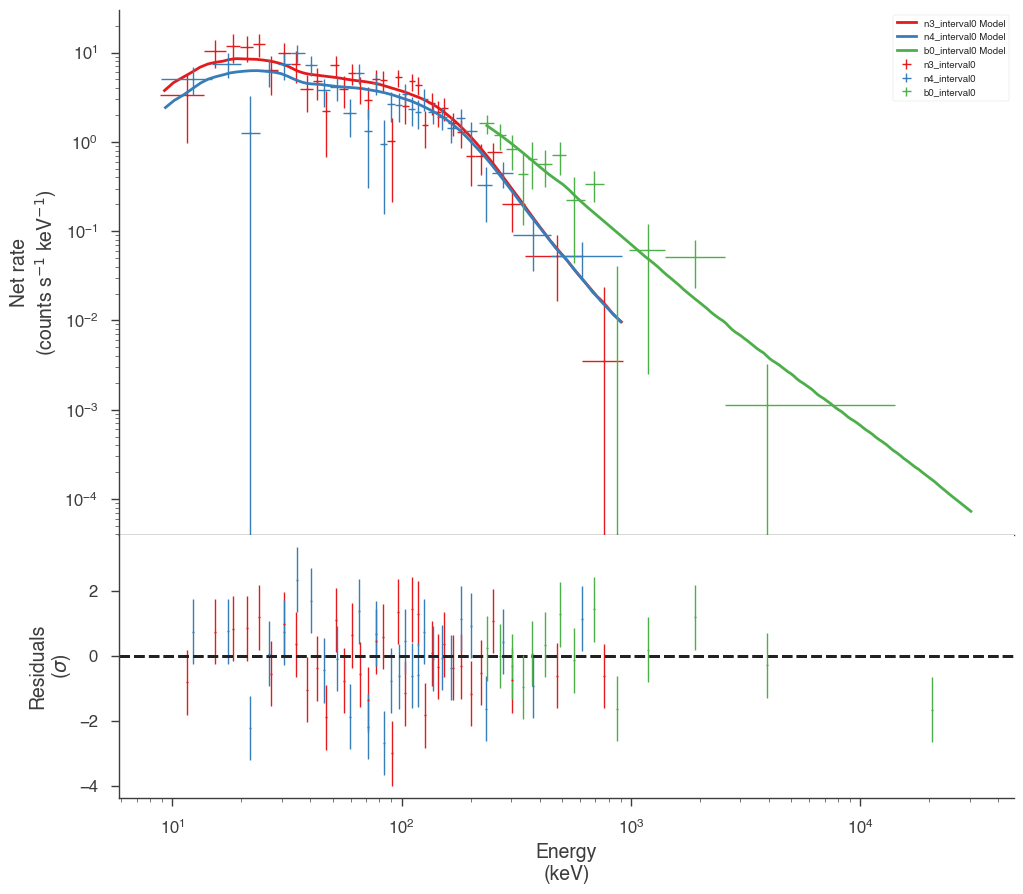 n3_interval0 Model
n4_interval0 Model
b0_interval0 Model
n3_interval0
n4_interval0
b0_interval0
Net rate
(counts s⁻¹ keV⁻¹)
10¹
10⁰
10⁻¹
10⁻²
10⁻³
10⁻⁴
Residuals
(σ)
2
0
−2
−4
10¹ 10² 10³ 10⁴
Energy
(keV)